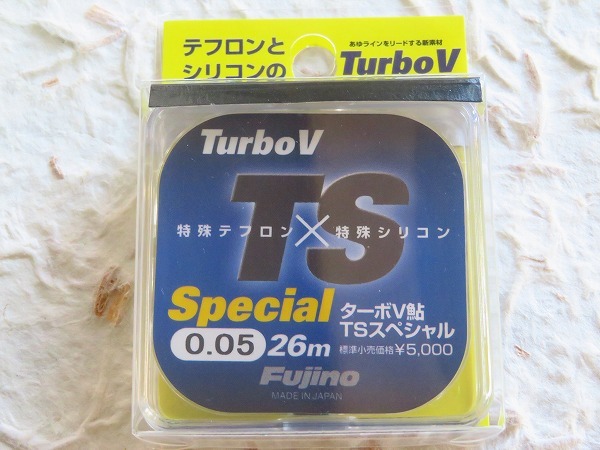 テフロンと
シリコンの
あゆラインをリードする新素材
TurboV
TurboV
TS
特殊テフロン×特殊シリコン
Special
ターボV鮎
TSスペシャル
0.05 26m 標準小売価格¥5,000
Fujino
MADE IN JAPAN